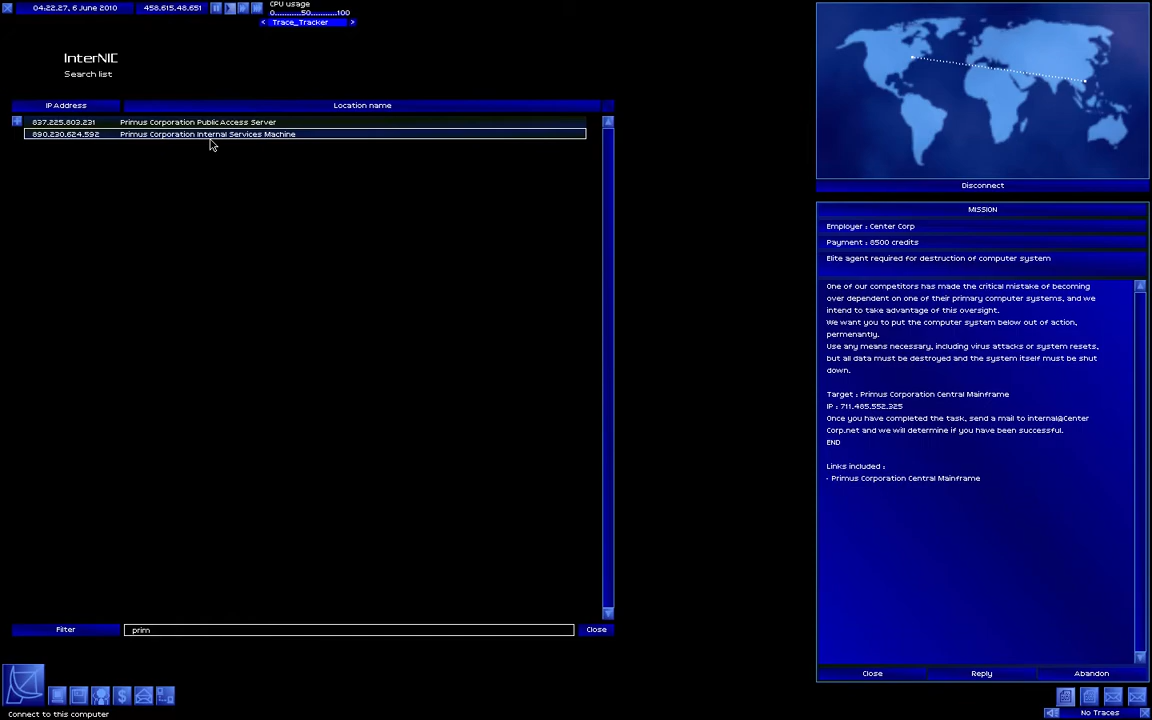 04.22.27, 6 June 2010
458.615.48.651
CPU usage
0..........50..........100
< Trace_Tracker >
InterNIC
Search list
IP Address
Location name
+
837.225.803.231 Primus Corporation Public Access Server
890.230.624.592 Primus Corporation Internal Services Machine
Filter
prim
Close
Connect to this computer
Disconnect
MISSION
Employer : Center Corp
Payment : 8500 credits
Elite agent required for destruction of computer system
One of our competitors has made the critical mistake of becoming
over dependent on one of their primary computer systems, and we
intend to take advantage of this oversight.
We want you to put the computer system below out of action,
permenantly.
Use any means necessary, including virus attacks or system resets,
but all data must be destroyed and the system itself must be shut
down.
Target : Primus Corporation Central Mainframe
IP : 711.485.552.325
Once you have completed the task, send a mail to internal@Center
Corp.net and we will determine if you have been successful.
END
Links included :
- Primus Corporation Central Mainframe
Close
Reply
Abandon
No Traces